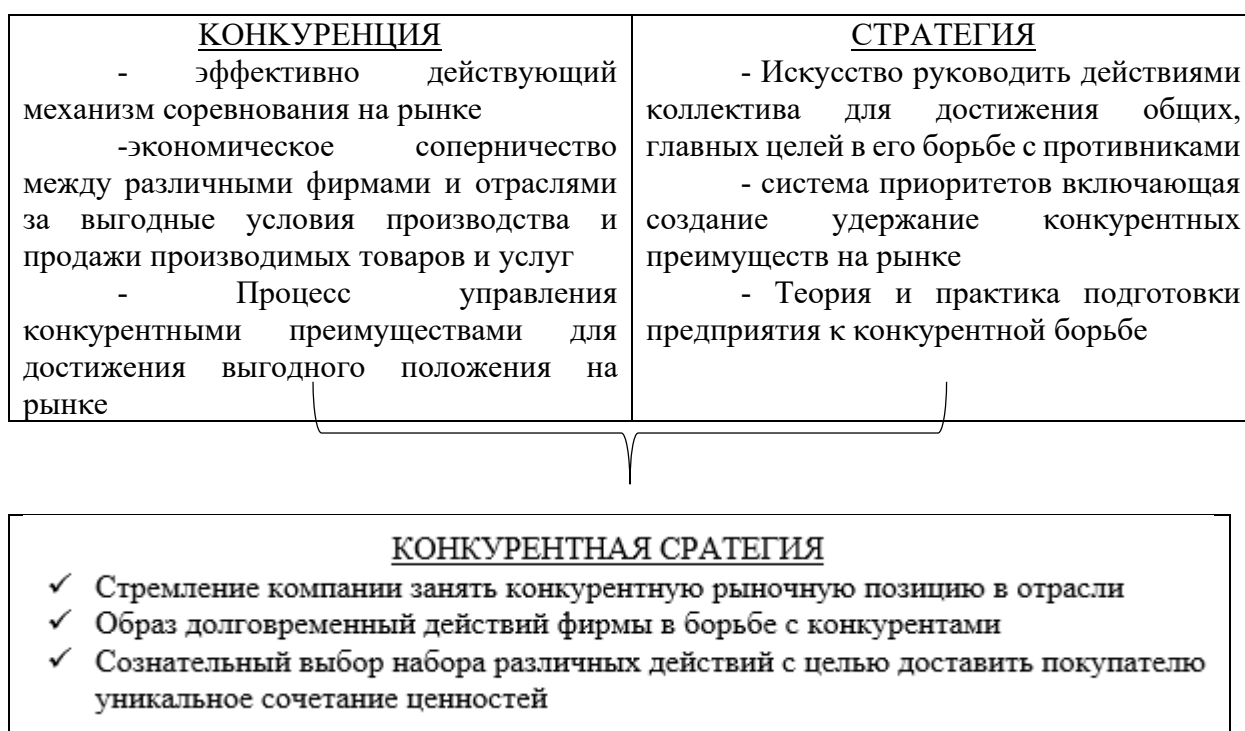 КОНКУРЕНЦИЯ
- эффективно действующий
механизм соревнования на рынке
-экономическое соперничество
между различными фирмами и отраслями
за выгодные условия производства и
продажи производимых товаров и услуг
- Процесс управления
конкурентными преимуществами для
достижения выгодного положения на
рынке
СТРАТЕГИЯ
- Искусство руководить действиями
коллектива для достижения общих,
главных целей в его борьбе с противниками
- система приоритетов включающая
создание удержание конкурентных
преимуществ на рынке
- Теория и практика подготовки
предприятия к конкурентной борьбе
КОНКУРЕНТНАЯ СРАТЕГИЯ
✓ Стремление компании занять конкурентную рыночную позицию в отрасли
✓ Образ долговременный действий фирмы в борьбе с конкурентами
✓ Сознательный выбор набора различных действий с целью доставить покупателю
уникальное сочетание ценностей